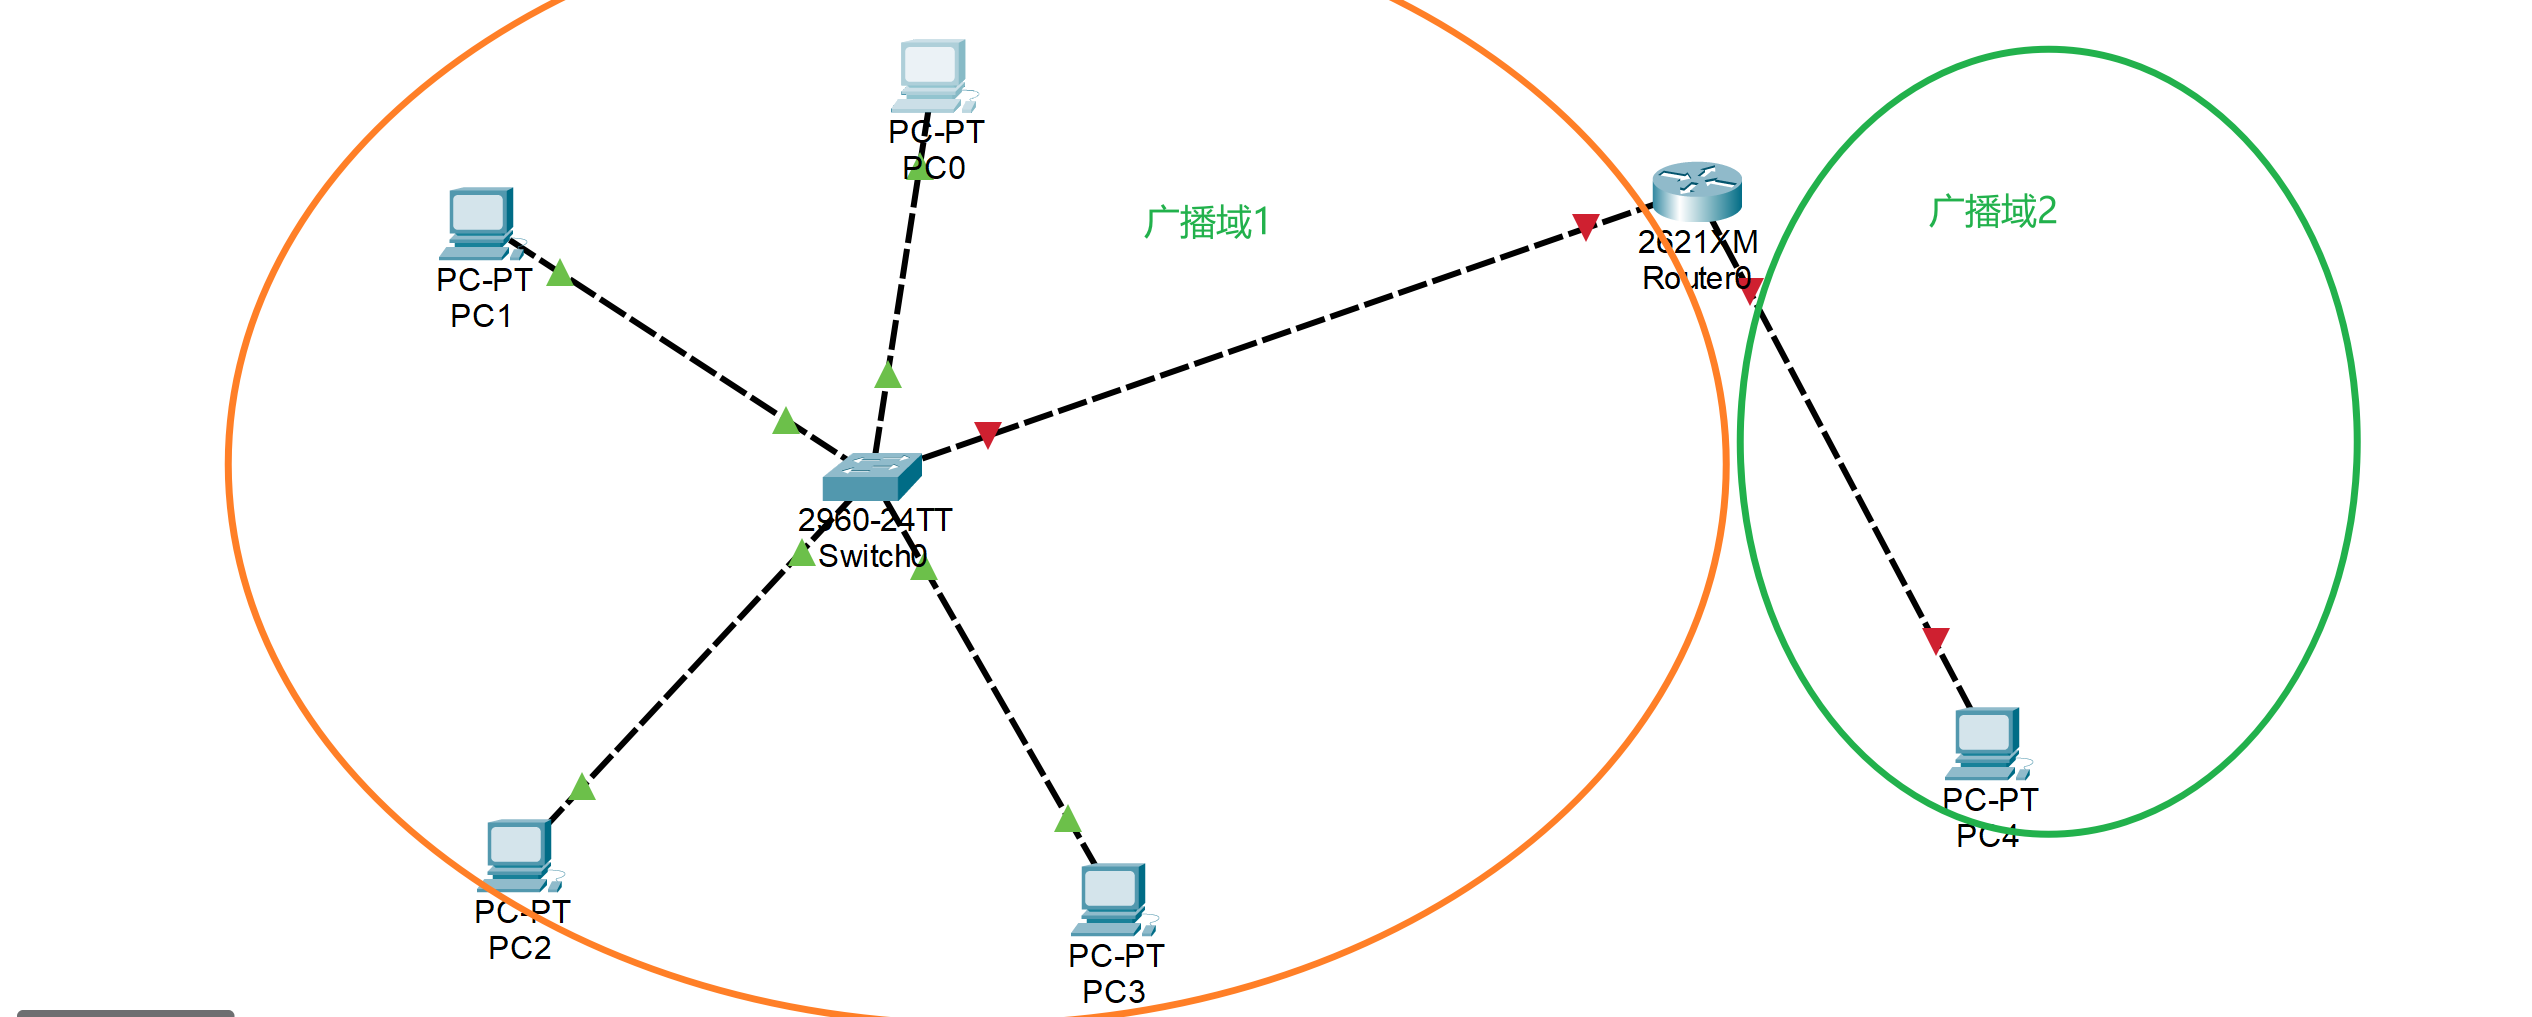 PC-PT
PC0
PC-PT
PC1
广播域1
2621XM
Router0
广播域2
2960-24TT
Switch0
PC-PT
PC2
PC-PT
PC3
PC-PT
PC4